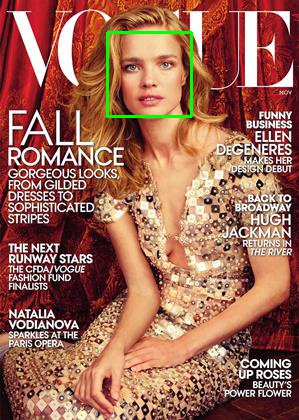 VOGUE
NOV
FALL
ROMANCE
GORGEOUS LOOKS,
FROM GILDED
DRESSES TO
SOPHISTICATED
STRIPES
THE NEXT
RUNWAY STARS
THE CFDA/VOGUE
FASHION FUND
FINALISTS
NATALIA
VODIANOVA
SPARKLES AT THE
PARIS OPERA
FUNNY
BUSINESS
ELLEN
DEGENERES
MAKES HER
DESIGN DEBUT
BACK TO
BROADWAY
HUGH
JACKMAN
RETURNS IN
THE RIVER
COMING
UP ROSES
BEAUTY'S
POWER FLOWER